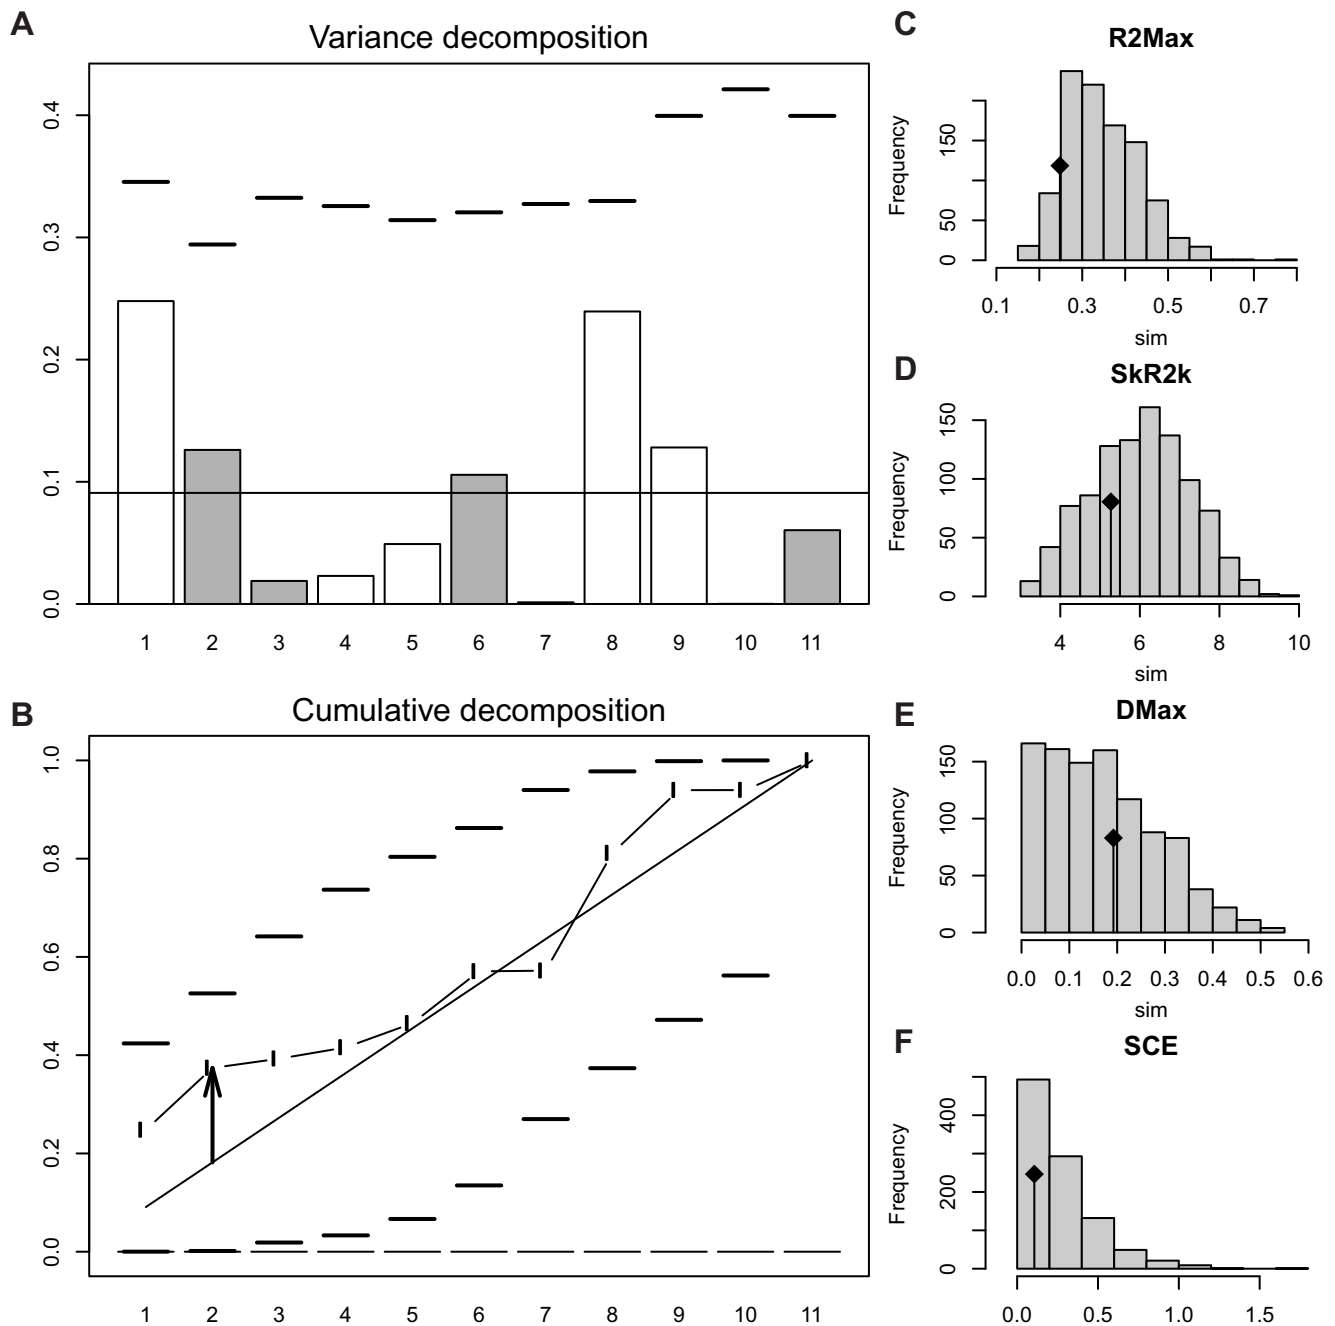 A
Variance decomposition
0.4
0.3
0.2
0.1
0.0
1 2 3 4 5 6 7 8 9 10 11
B
Cumulative decomposition
1.0
0.8
0.6
0.4
0.2
0.0
1 2 3 4 5 6 7 8 9 10 11
C
R2Max
Frequency
150
50
0
0.1 0.3 0.5 0.7
sim
D
SkR2k
Frequency
150
100
50
0
4 6 8 10
sim
E
DMax
Frequency
150
100
50
0
0.0 0.1 0.2 0.3 0.4 0.5 0.6
sim
F
SCE
Frequency
400
200
0
0.0 0.5 1.0 1.5